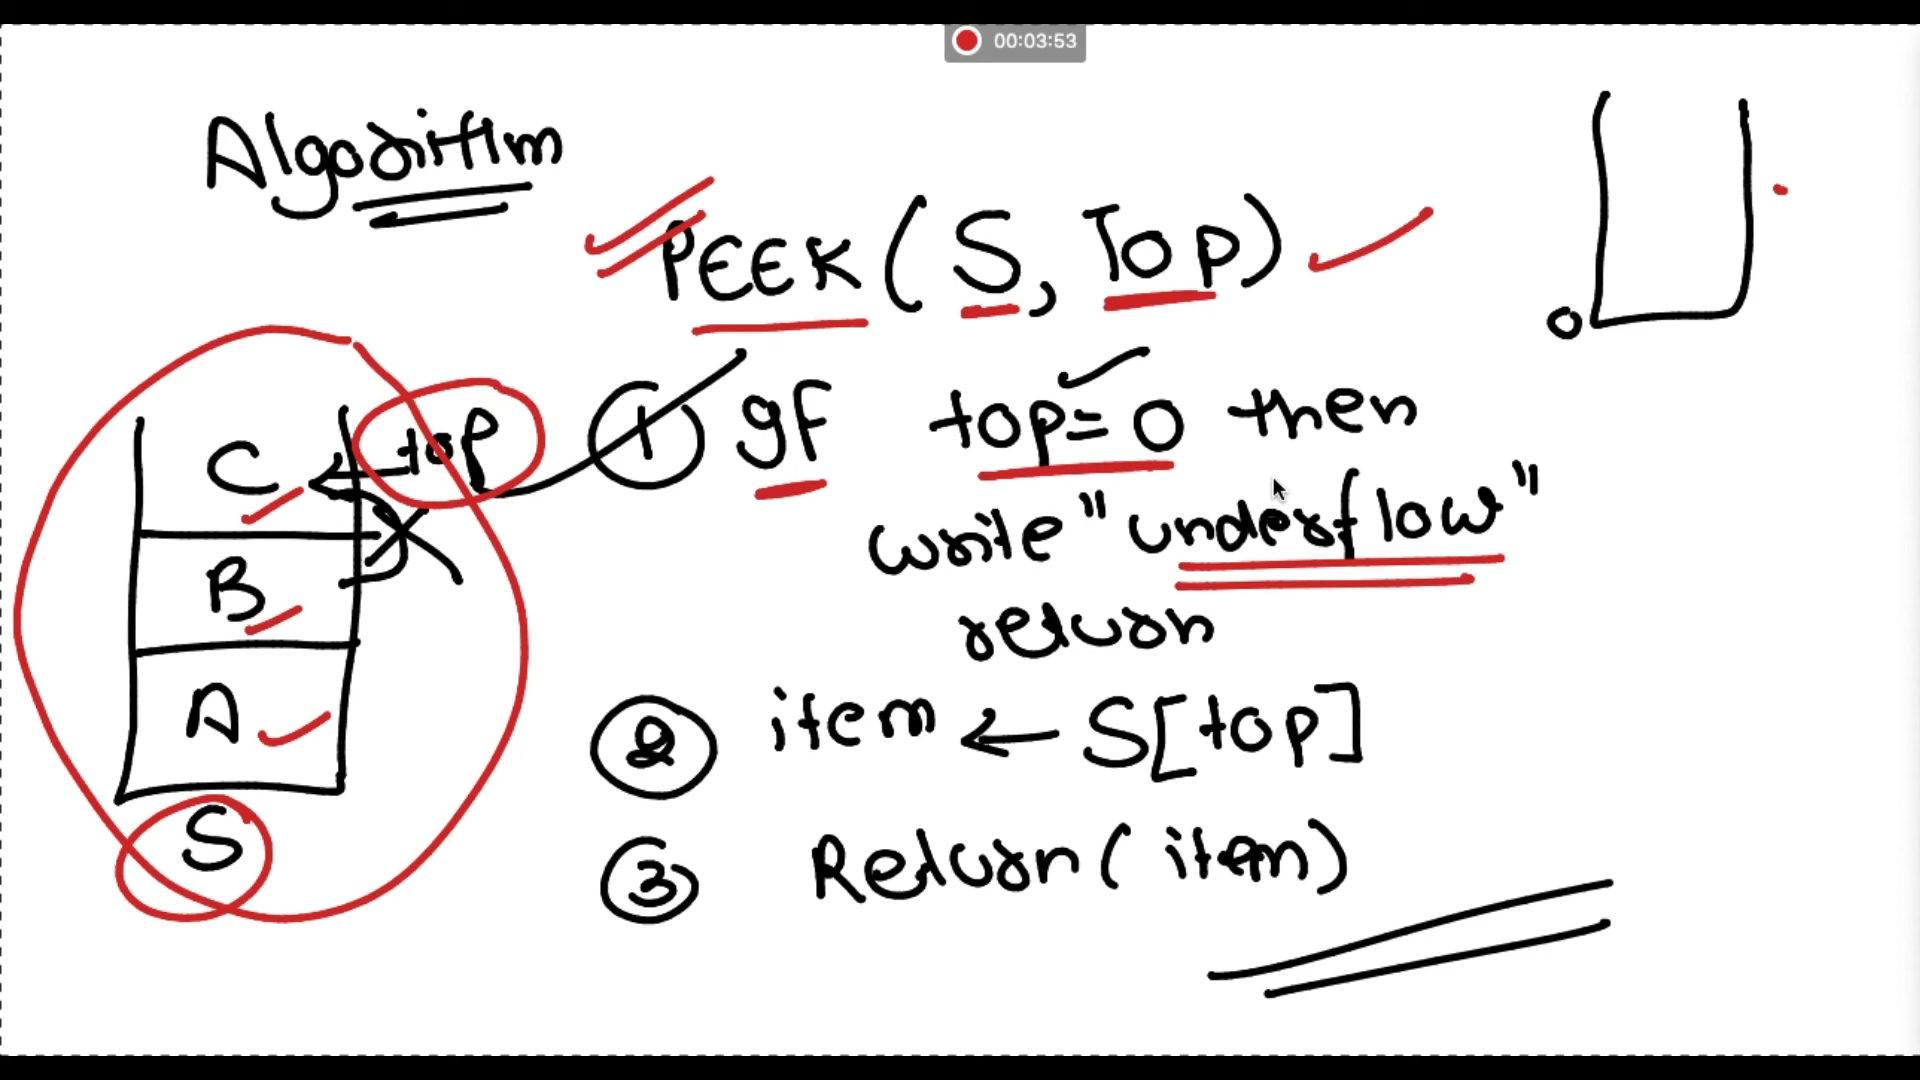 00:03:53
Algorithm
PEEK (S, Top)
0
① If top=0 then
write "underflow"
return
② item ← S[top]
③ Return (item)
C ← top
B
A
S